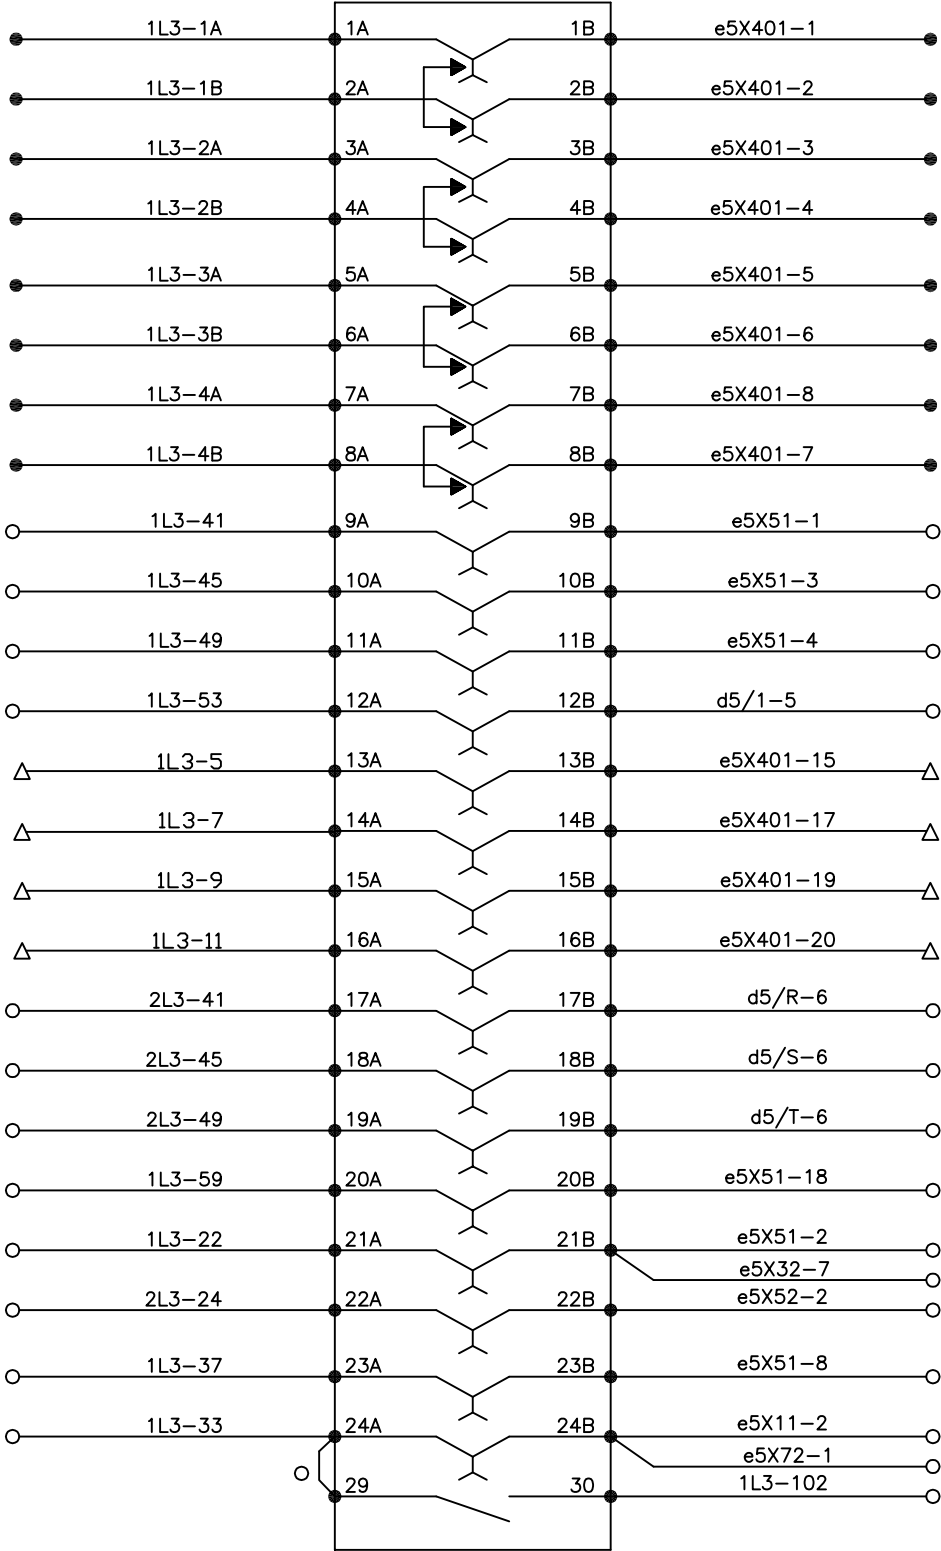 1L3-1A 1A 1B e5X401-1
1L3-1B 2A 2B e5X401-2
1L3-2A 3A 3B e5X401-3
1L3-2B 4A 4B e5X401-4
1L3-3A 5A 5B e5X401-5
1L3-3B 6A 6B e5X401-6
1L3-4A 7A 7B e5X401-8
1L3-4B 8A 8B e5X401-7
1L3-41 9A 9B e5X51-1
1L3-45 10A 10B e5X51-3
1L3-49 11A 11B e5X51-4
1L3-53 12A 12B d5/1-5
1L3-5 13A 13B e5X401-15
1L3-7 14A 14B e5X401-17
1L3-9 15A 15B e5X401-19
1L3-11 16A 16B e5X401-20
2L3-41 17A 17B d5/R-6
2L3-45 18A 18B d5/S-6
2L3-49 19A 19B d5/T-6
1L3-59 20A 20B e5X51-18
1L3-22 21A 21B e5X51-2
e5X32-7
2L3-24 22A 22B e5X52-2
1L3-37 23A 23B e5X51-8
1L3-33 24A 24B e5X11-2
e5X72-1
29 30 1L3-102